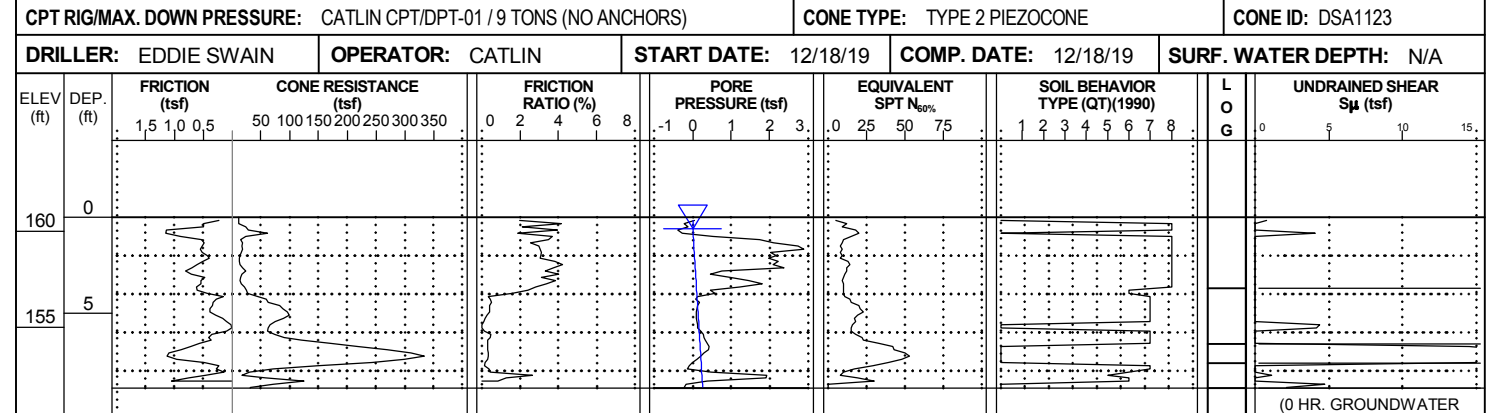 CPT RIG/MAX. DOWN PRESSURE: CATLIN CPT/DPT-01 / 9 TONS (NO ANCHORS) CONE TYPE: TYPE 2 PIEZOCONE CONE ID: DSA1123
DRILLER: EDDIE SWAIN OPERATOR: CATLIN START DATE: 12/18/19 COMP. DATE: 12/18/19 SURF. WATER DEPTH: N/A
ELEV (ft)
DEP. (ft)
FRICTION (tsf)
1.5 1.0 0.5
CONE RESISTANCE (tsf)
50 100 150 200 250 300 350
FRICTION RATIO (%)
0 2 4 6 8
PORE PRESSURE (tsf)
-1 0 1 2 3
EQUIVALENT SPT N60%
0 25 50 75
SOIL BEHAVIOR TYPE (QT)(1990)
1 2 3 4 5 6 7 8
L
O
G
UNDRAINED SHEAR Sμ (tsf)
0 5 10 15
0
160
5
155
(0 HR. GROUNDWATER